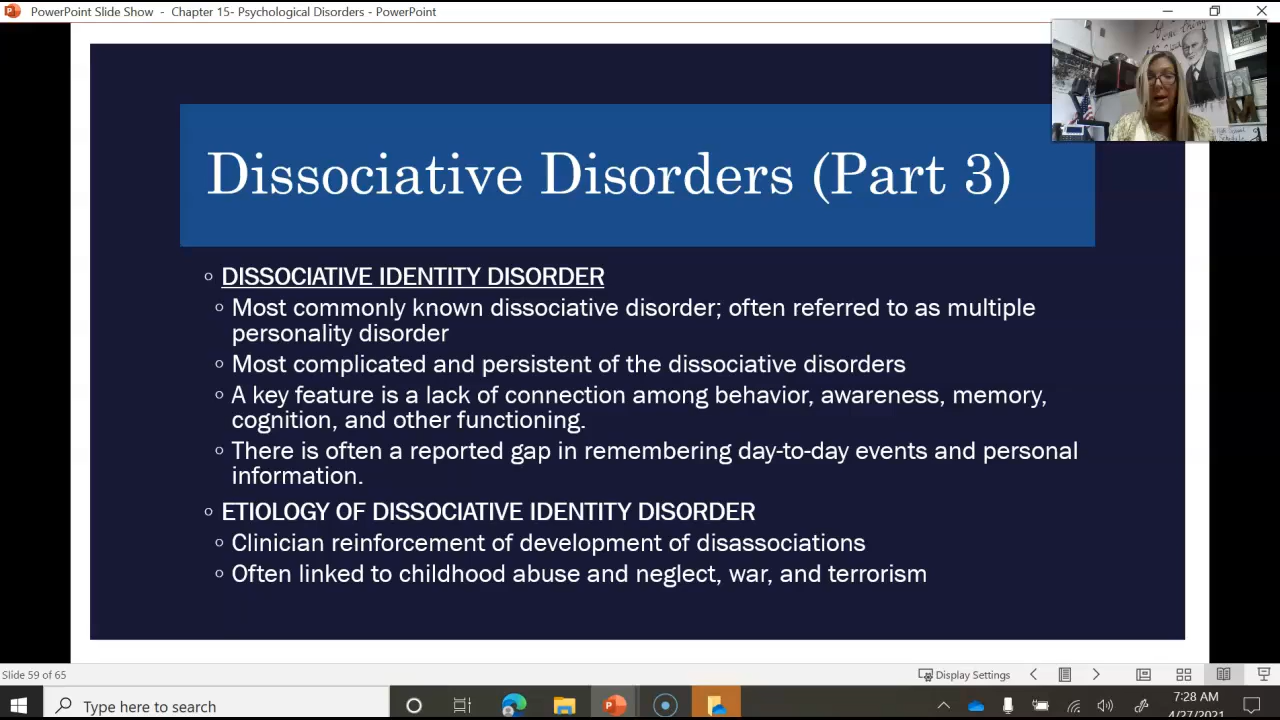 PowerPoint Slide Show - Chapter 15- Psychological Disorders - PowerPoint
Dissociative Disorders (Part 3)
DISSOCIATIVE IDENTITY DISORDER
Most commonly known dissociative disorder; often referred to as multiple
personality disorder
Most complicated and persistent of the dissociative disorders
A key feature is a lack of connection among behavior, awareness, memory,
cognition, and other functioning.
There is often a reported gap in remembering day-to-day events and personal
information.
ETIOLOGY OF DISSOCIATIVE IDENTITY DISORDER
Clinician reinforcement of development of disassociations
Often linked to childhood abuse and neglect, war, and terrorism
Slide 59 of 65
Display Settings
Type here to search
7:28 AM
4/27/2021